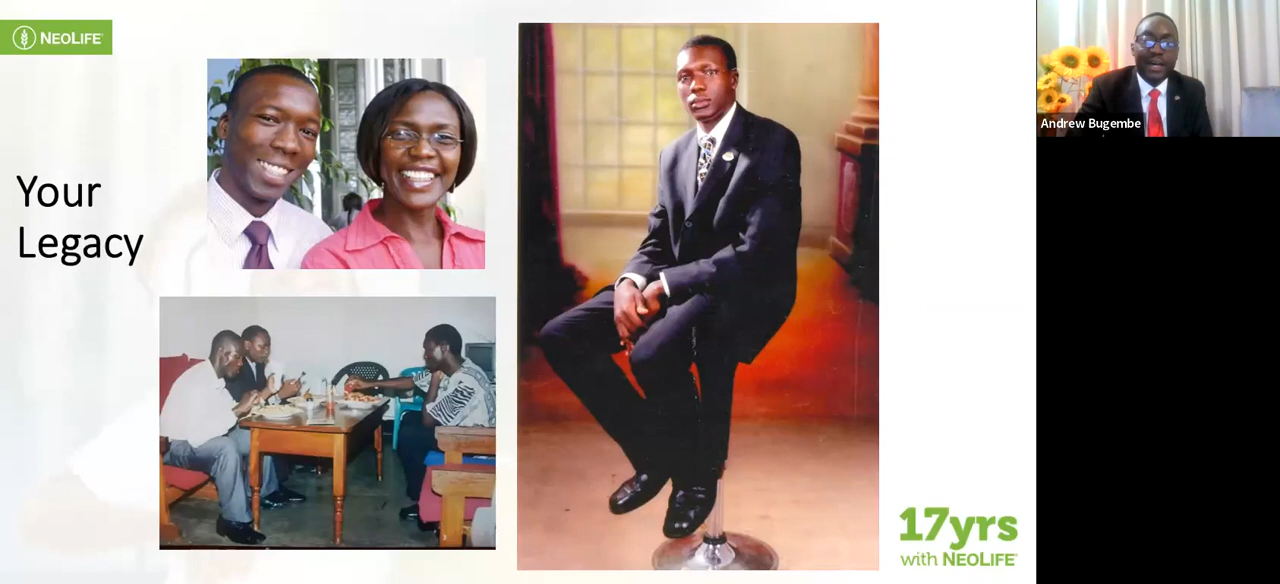 NEOLIFE
Your
Legacy
17yrs
with NEOLIFE
Andrew Bugembe